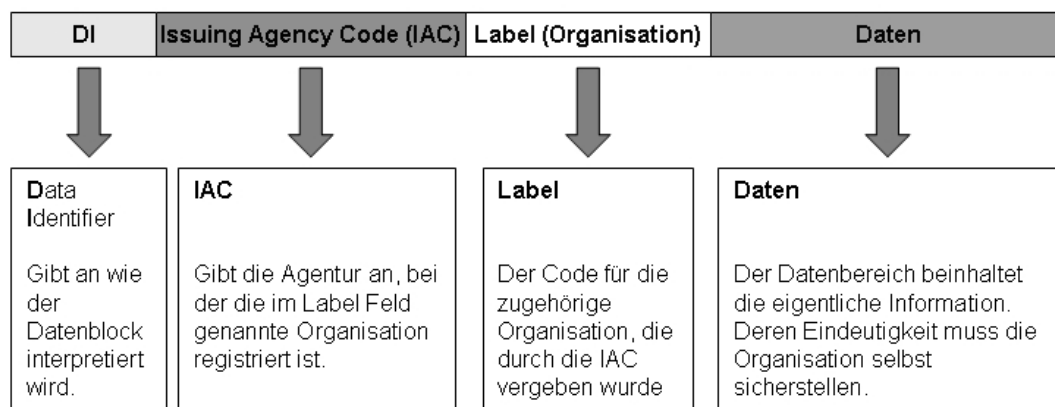 DI Issuing Agency Code (IAC) Label (Organisation) Daten
Data
Identifier
Gibt an wie
der
Datenblock
interpretiert
wird.
IAC
Gibt die Agentur an, bei
der die im Label Feld
genannte Organisation
registriert ist.
Label
Der Code für die
zugehörige
Organisation, die
durch die IAC
vergeben wurde
Daten
Der Datenbereich beinhaltet
die eigentliche Information.
Deren Eindeutigkeit muss die
Organisation selbst
sicherstellen.